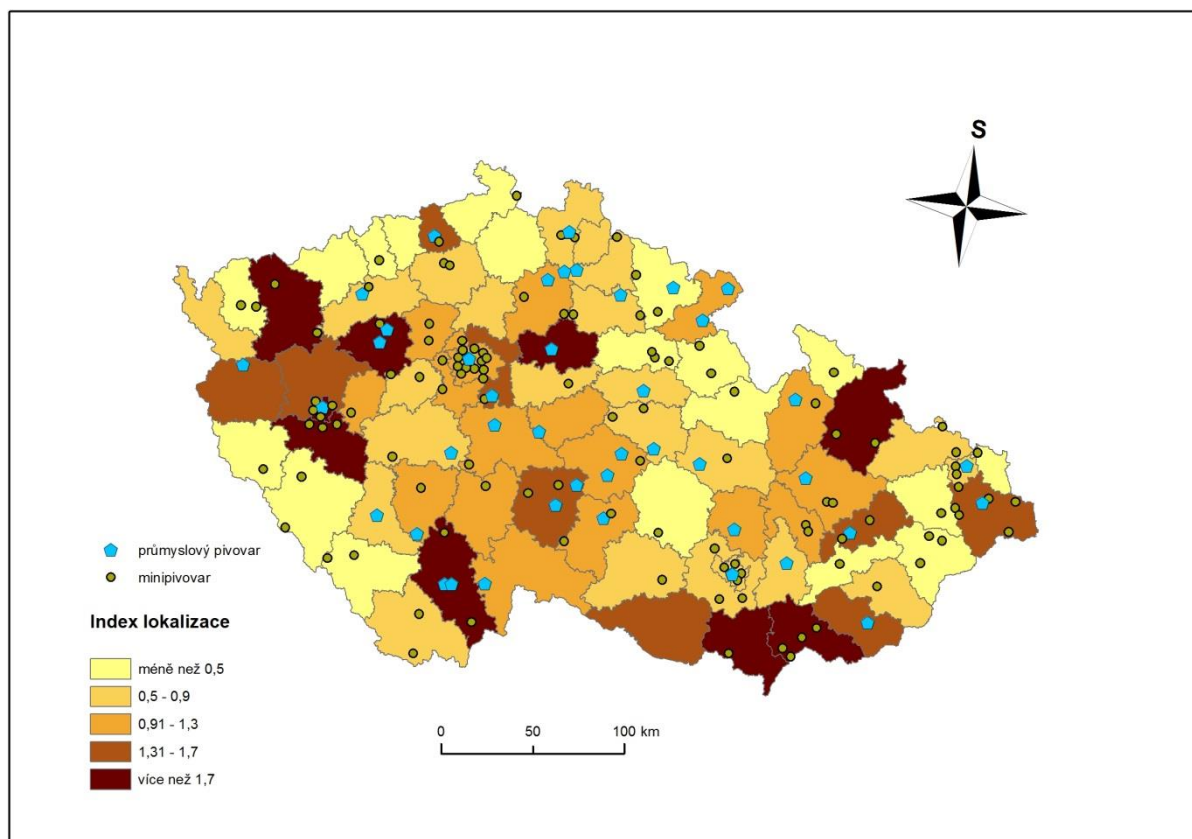 S
průmyslový pivovar
minipivovar
Index lokalizace
méně než 0,5
0,5 - 0,9
0,91 - 1,3
1,31 - 1,7
více než 1,7
0 50 100 km